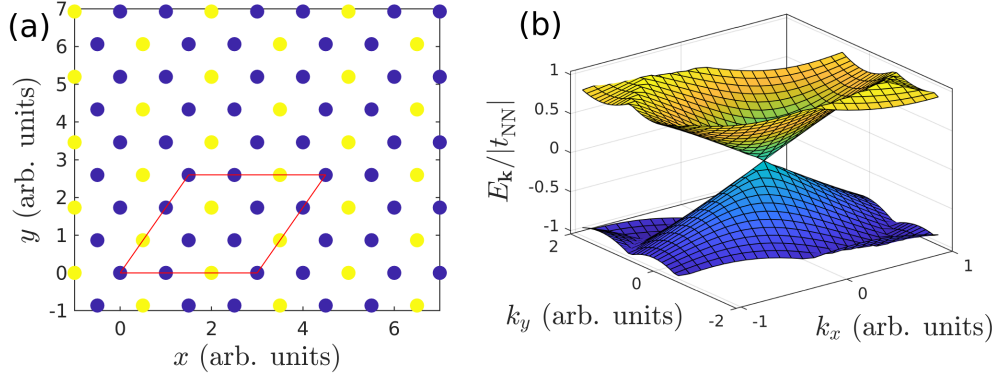 (a)
7
6
5
4
3
2
1
0
-1
0 2 4 6
y (arb. units)
x (arb. units)
(b)
1
0.5
0
-0.5
-1
2
0
-2
-1
0
1
E_k/|t_NN|
k_y (arb. units)
k_x (arb. units)